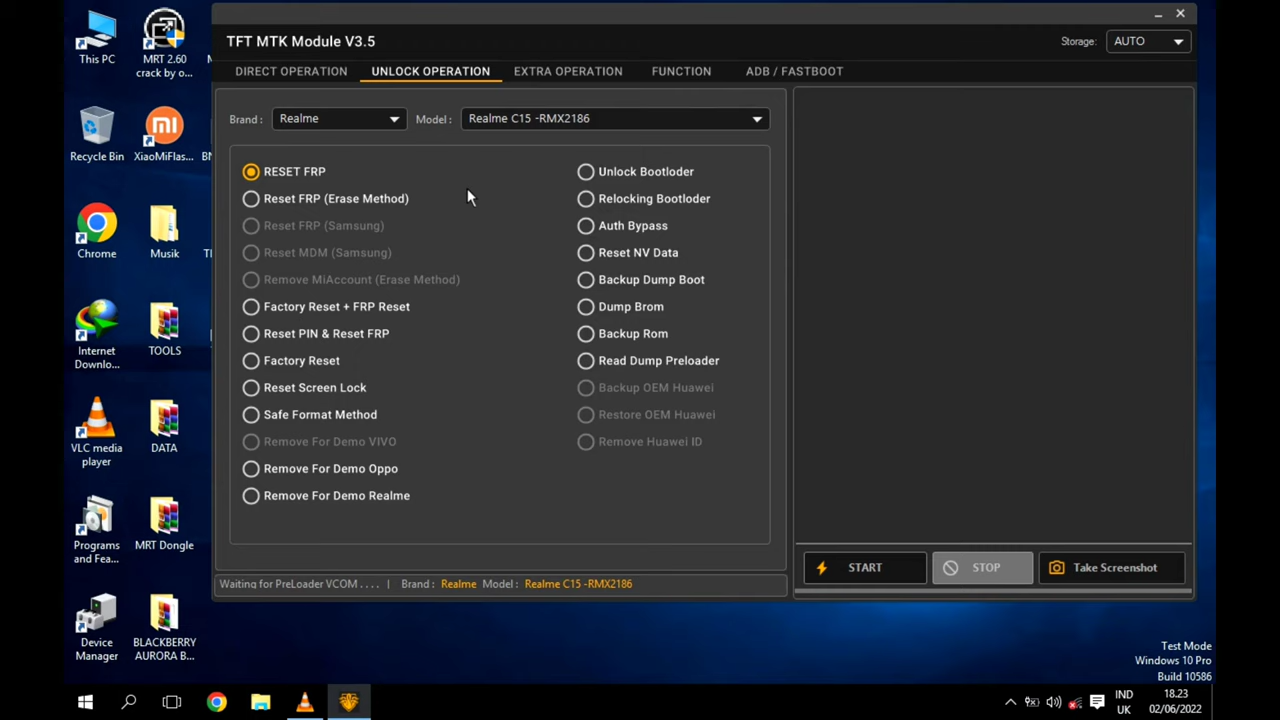 This PC
MRT 2.60
crack by o...
Recycle Bin
XiaoMiFlas...
Chrome
Musik
Internet
Downlo...
TOOLS
VLC media
player
DATA
Programs
and Fea...
MRT Dongle
Device
Manager
BLACKBERRY
AURORA B...
TFT MTK Module V3.5
Storage:
AUTO
DIRECT OPERATION
UNLOCK OPERATION
EXTRA OPERATION
FUNCTION
ADB / FASTBOOT
Brand :
Realme
Model :
Realme C15 -RMX2186
RESET FRP
Reset FRP (Erase Method)
Reset FRP (Samsung)
Reset MDM (Samsung)
Remove MiAccount (Erase Method)
Factory Reset + FRP Reset
Reset PIN & Reset FRP
Factory Reset
Reset Screen Lock
Safe Format Method
Remove For Demo VIVO
Remove For Demo Oppo
Remove For Demo Realme
Unlock Bootloder
Relocking Bootloder
Auth Bypass
Reset NV Data
Backup Dump Boot
Dump Brom
Backup Rom
Read Dump Preloader
Backup OEM Huawei
Restore OEM Huawei
Remove Huawei ID
START
STOP
Take Screenshot
Waiting for PreLoader VCOM . . . . | Brand : Realme Model : Realme C15 -RMX2186
Test Mode
Windows 10 Pro
Build 10586
IND
UK
18.23
02/06/2022